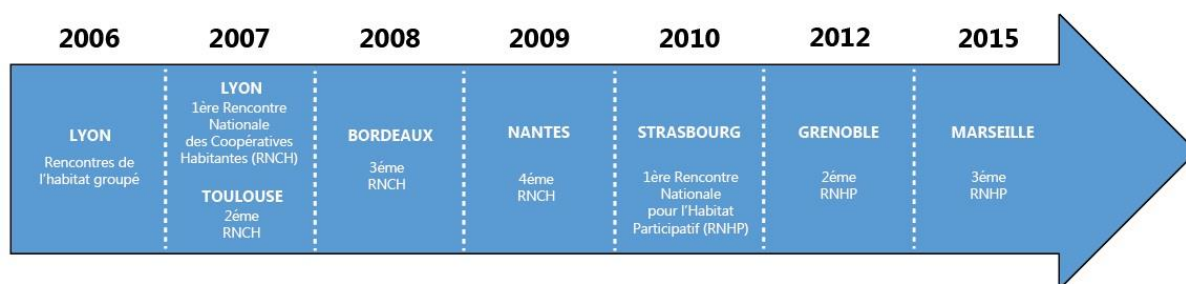 2006
2007
2008
2009
2010
2012
2015
LYON
Rencontres de
l'habitat groupé
LYON
1ère Rencontre
Nationale
des Coopératives
Habitantes (RNCH)
TOULOUSE
2éme
RNCH
BORDEAUX
3éme
RNCH
NANTES
4éme
RNCH
STRASBOURG
1ère Rencontre
Nationale
pour l'Habitat
Participatif (RNHP)
GRENOBLE
2éme
RNHP
MARSEILLE
3éme
RNHP